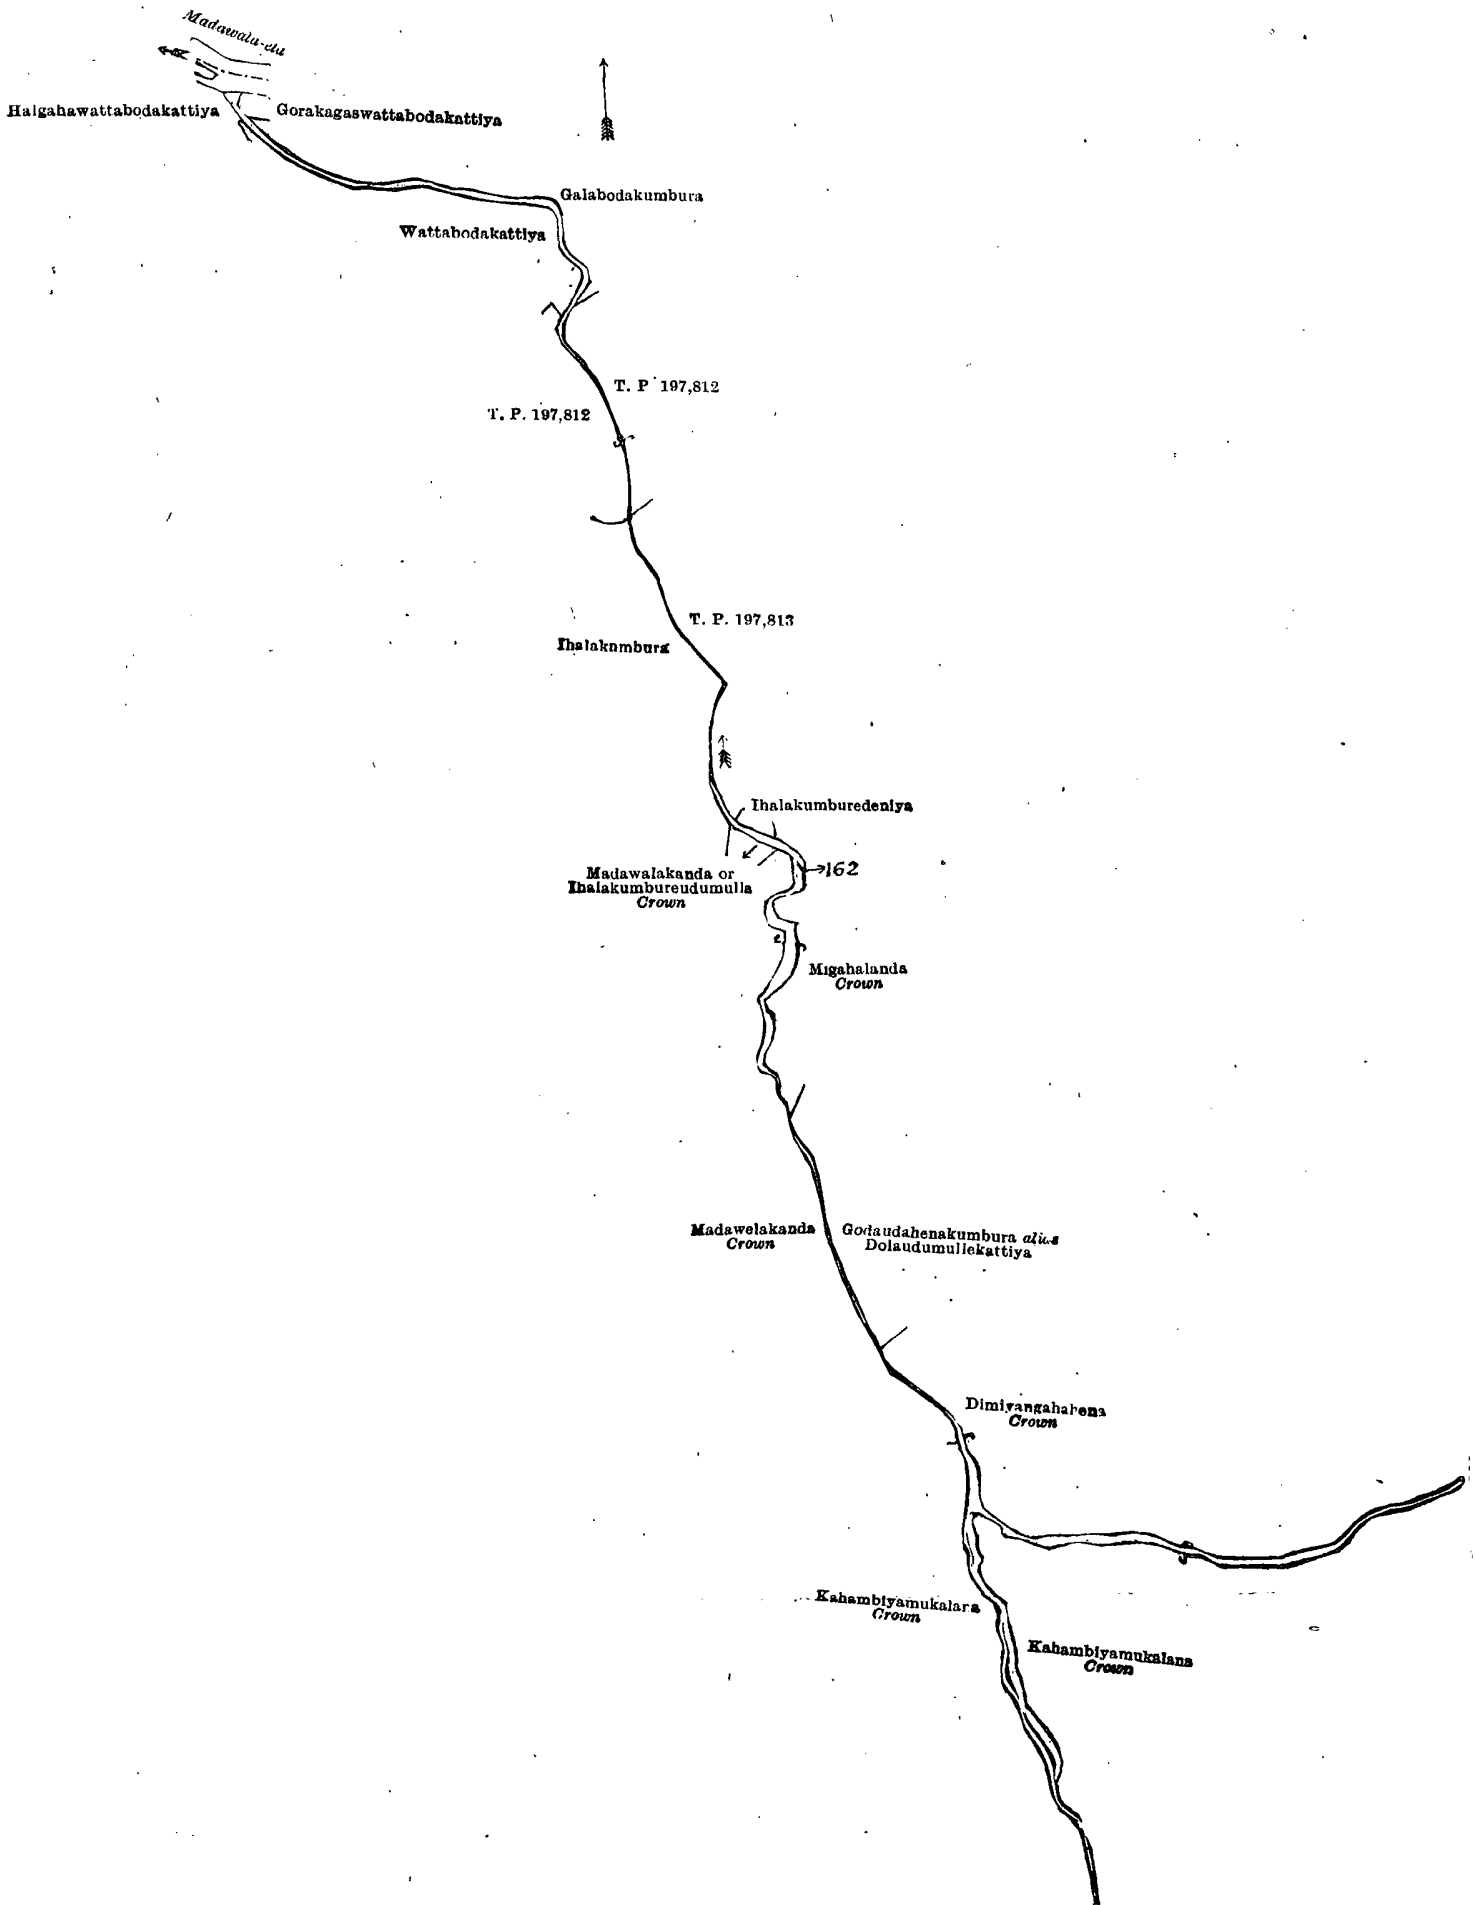 Madawala-ela
Halgahawattabodakattiya
Gorakagaswattabodakattiya
Galabodakumbura
Wattabodakattiya
T. P 197,812
T. P. 197,812
T. P. 197,813
Ihalakumbura
Ihalakumburedeniya
Madawalakanda or
Ihalakumbureudumulla
Crown
162
Migahalanda
Crown
Madawelakanda
Crown
Godaudahenakumbura alias
Dolaudumullekattiya
Dimiyangahahena
Crown
Kahambiyamukalana
Crown
Kahambiyamukalana
Crown